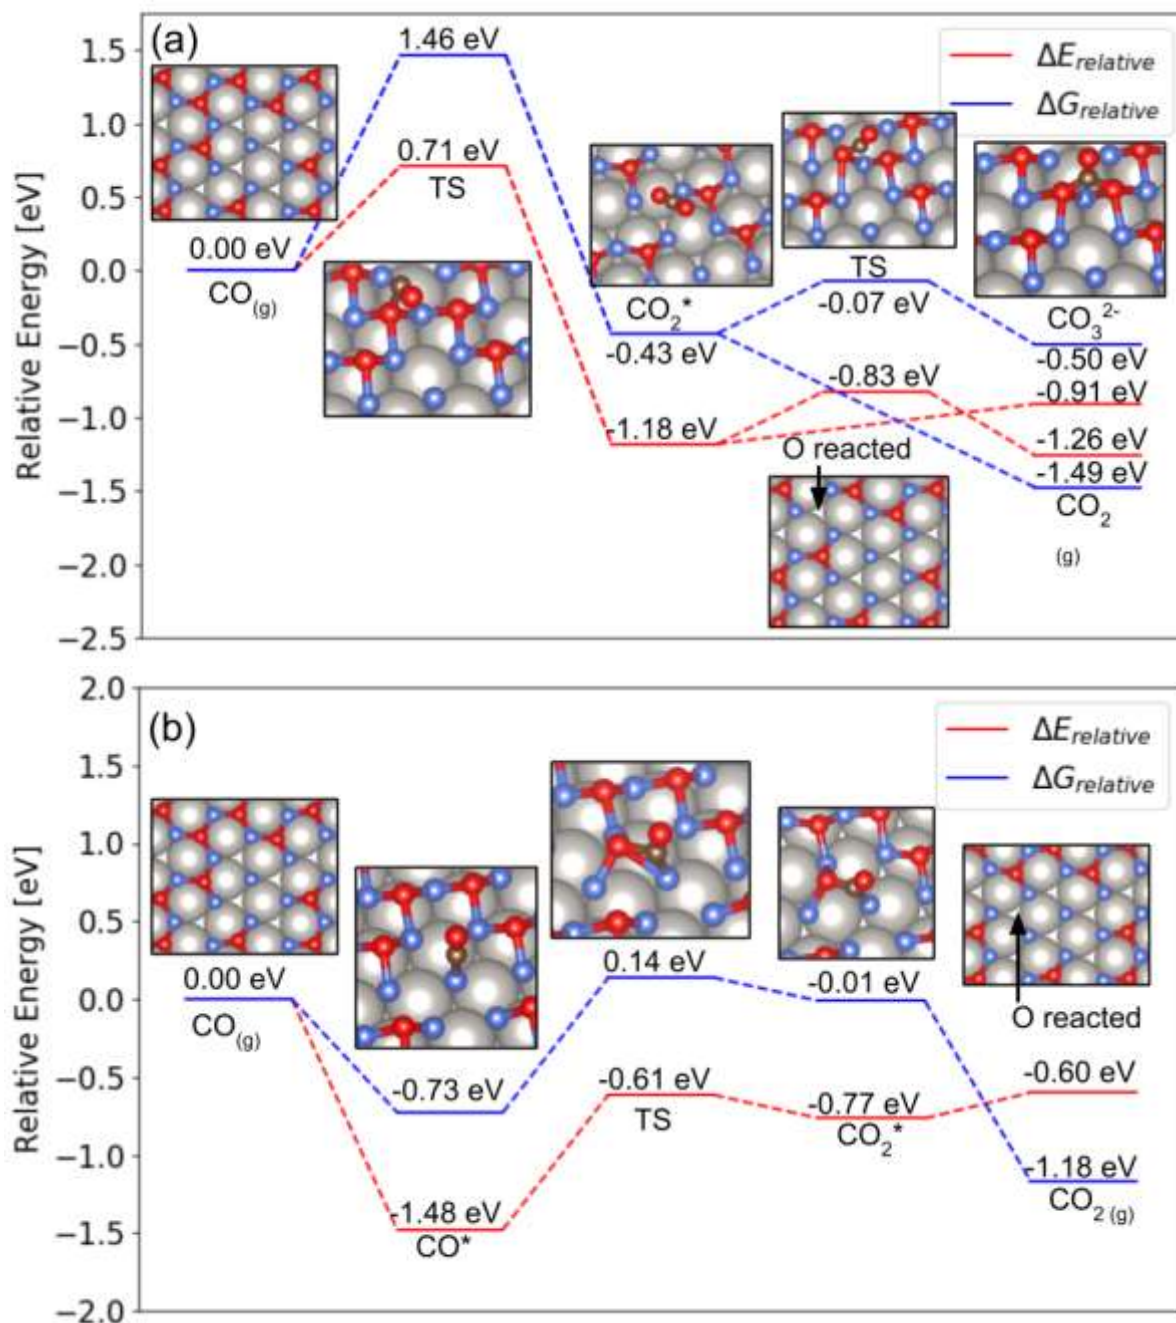 (a)
1.46 eV
ΔE_relative
ΔG_relative
0.71 eV
TS
0.00 eV
CO(g)
CO2*
-0.43 eV
TS
-0.07 eV
CO3 2-
-0.50 eV
-0.91 eV
-0.83 eV
-1.18 eV
-1.26 eV
O reacted
-1.49 eV
CO2
(g)
Relative Energy [eV]
1.5
1.0
0.5
0.0
−0.5
−1.0
−1.5
−2.0
−2.5
(b)
ΔE_relative
ΔG_relative
0.00 eV
CO(g)
-0.73 eV
-1.48 eV
CO*
0.14 eV
-0.61 eV
TS
-0.01 eV
-0.77 eV
CO2*
O reacted
-0.60 eV
-1.18 eV
CO2 (g)
Relative Energy [eV]
2.0
1.5
1.0
0.5
0.0
−0.5
−1.0
−1.5
−2.0